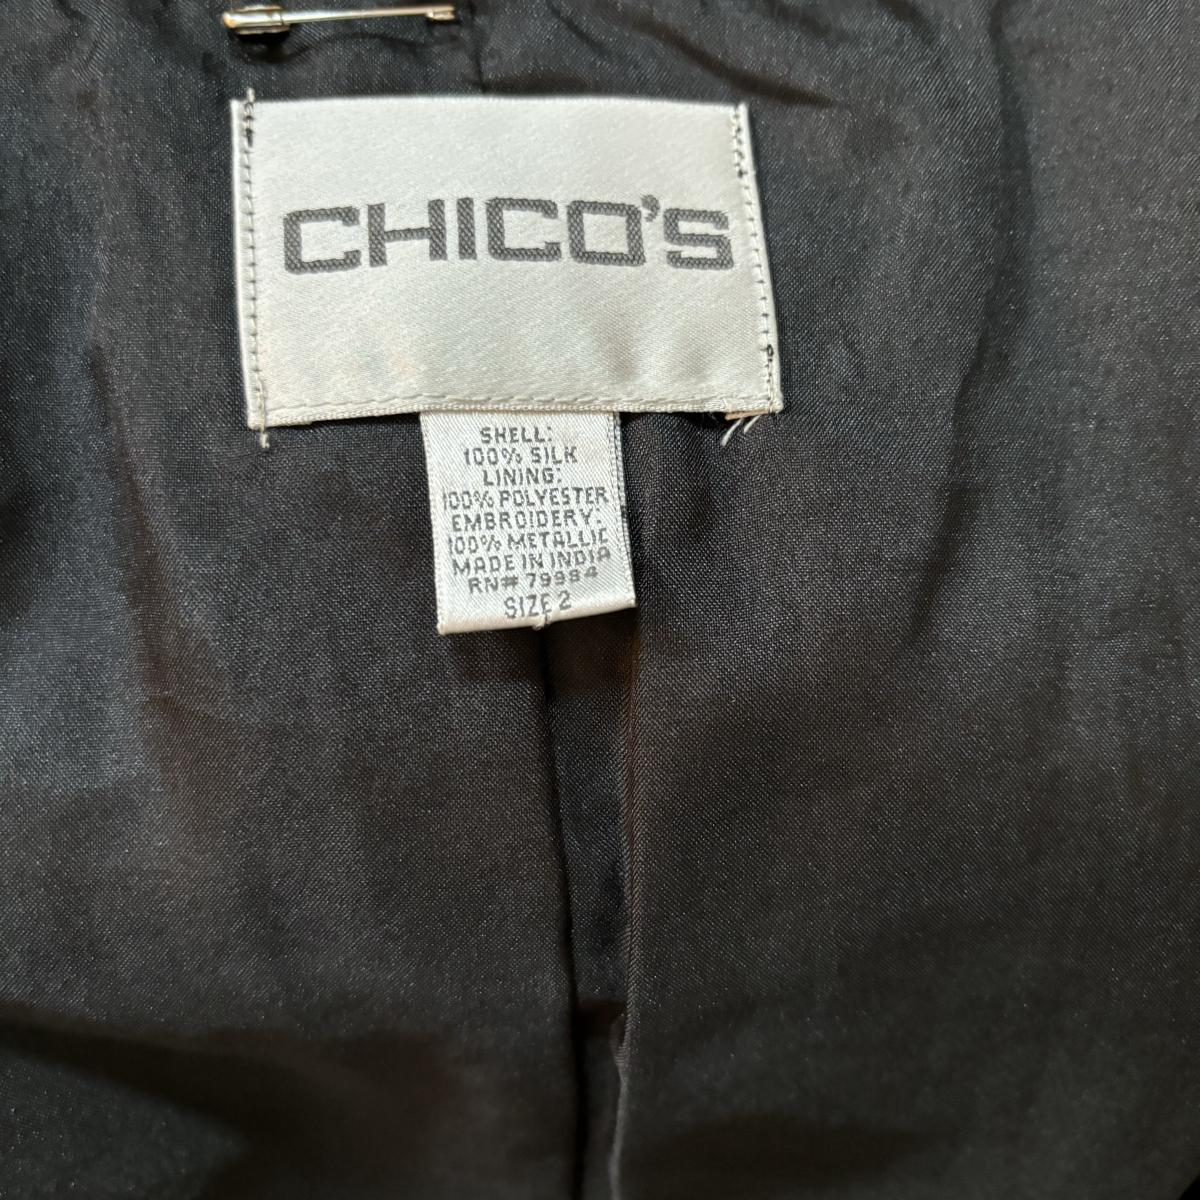 CHICO'S
SHELL:
100% SILK
LINING:
100% POLYESTER
EMBROIDERY:
100% METALLIC
MADE IN INDIA
RN# 79984
SIZE 2